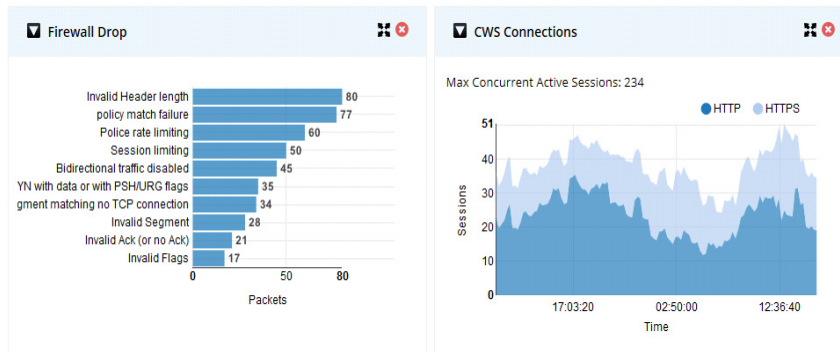 Firewall Drop
Invalid Header length 80
policy match failure 77
Police rate limiting 60
Session limiting 50
Bidirectional traffic disabled 45
YN with data or with PSH/URG flags 35
gment matching no TCP connection 34
Invalid Segment 28
Invalid Ack (or no Ack) 21
Invalid Flags 17
0 50 80
Packets
CWS Connections
Max Concurrent Active Sessions: 234
HTTP HTTPS
51
40
30
20
10
0
Sessions
17:03:20 02:50:00 12:36:40
Time